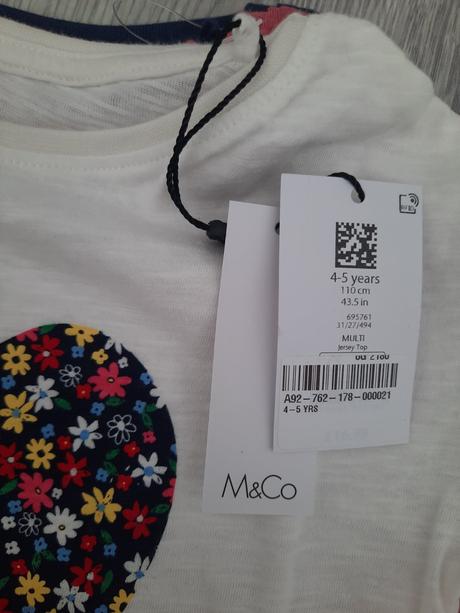 4-5 years
110 cm
43.5 in
695761
31/27/494
MULTI
Jersey Top
A92-762-178-000021
4-5 YRS
M&Co